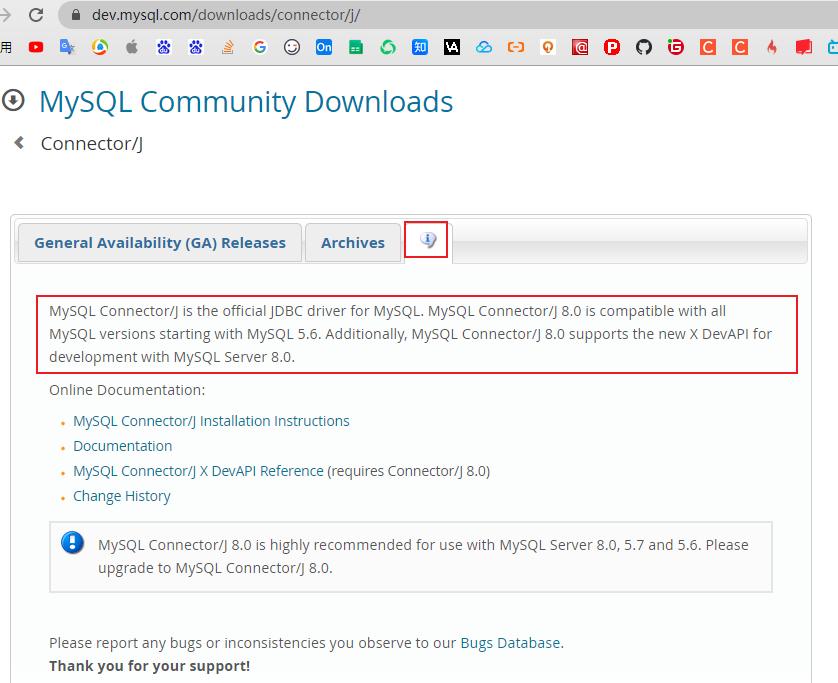 dev.mysql.com/downloads/connector/j/
用
On
知
MySQL Community Downloads
Connector/J
General Availability (GA) Releases
Archives
MySQL Connector/J is the official JDBC driver for MySQL. MySQL Connector/J 8.0 is compatible with all
MySQL versions starting with MySQL 5.6. Additionally, MySQL Connector/J 8.0 supports the new X DevAPI for
development with MySQL Server 8.0.
Online Documentation:
MySQL Connector/J Installation Instructions
Documentation
MySQL Connector/J X DevAPI Reference (requires Connector/J 8.0)
Change History
MySQL Connector/J 8.0 is highly recommended for use with MySQL Server 8.0, 5.7 and 5.6. Please
upgrade to MySQL Connector/J 8.0.
Please report any bugs or inconsistencies you observe to our Bugs Database.
Thank you for your support!